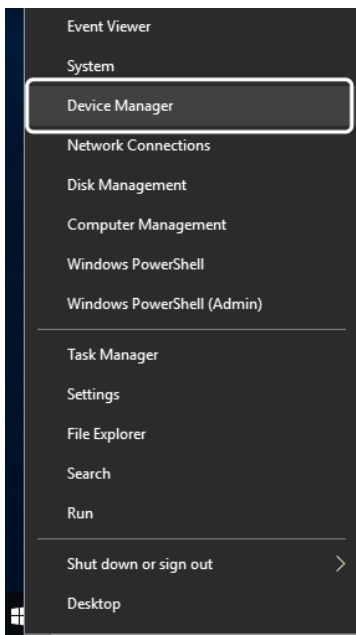 Event Viewer
System
Device Manager
Network Connections
Disk Management
Computer Management
Windows PowerShell
Windows PowerShell (Admin)
Task Manager
Settings
File Explorer
Search
Run
Shut down or sign out
Desktop